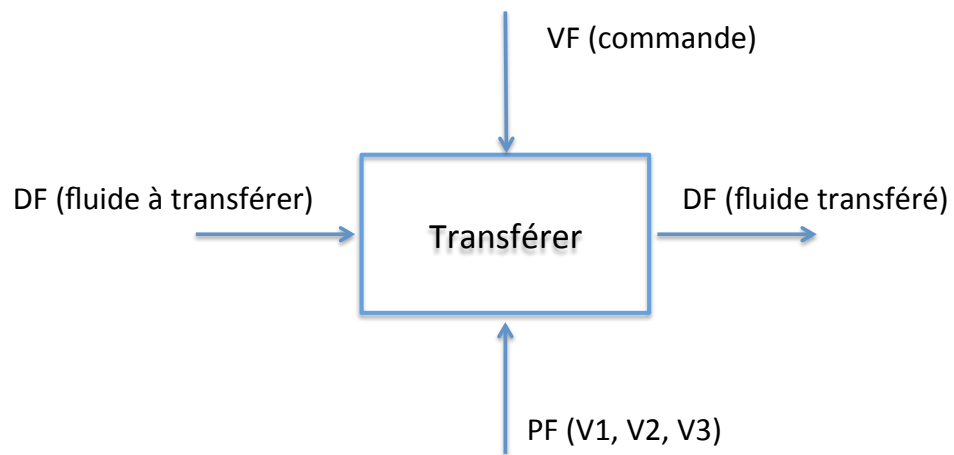 VF (commande)
DF (fluide à transférer)
DF (fluide transféré)
Transférer
PF (V1, V2, V3)